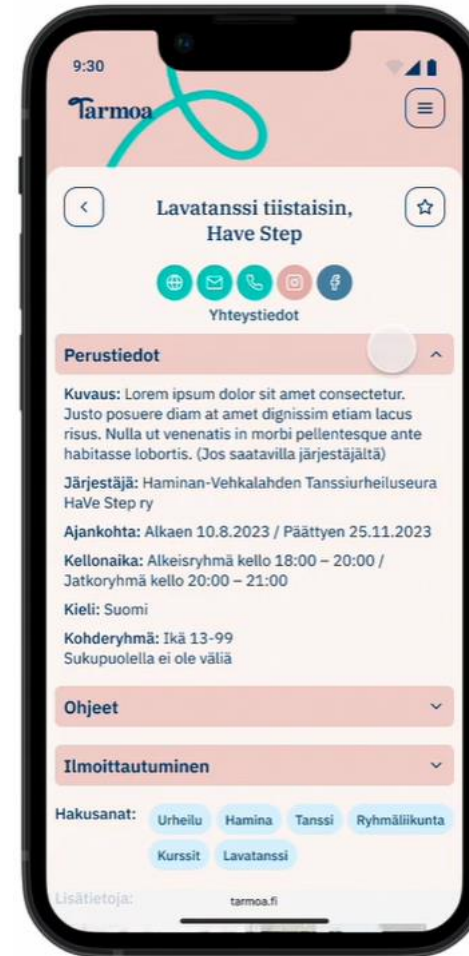 9:30
Tarmoa
Lavatanssi tiistaisin,
Have Step
Yhteystiedot
Perustiedot
Kuvaus: Lorem ipsum dolor sit amet consectetur.
Justo posuere diam at amet dignissim etiam lacus
risus. Nulla ut venenatis in morbi pellentesque ante
habitasse lobortis. (Jos saatavilla järjestäjältä)
Järjestäjä: Haminan-Vehkalahden Tanssiurheiluseura
HaVe Step ry
Ajankohta: Alkaen 10.8.2023 / Päättyen 25.11.2023
Kellonaika: Alkeisryhmä kello 18:00 – 20:00 /
Jatkoryhmä kello 20:00 – 21:00
Kieli: Suomi
Kohderyhmä: Ikä 13-99
Sukupuolella ei ole väliä
Ohjeet
Ilmoittautuminen
Hakusanat: Urheilu Hamina Tanssi Ryhmäliikunta
Kurssit Lavatanssi
Lisätietoja:
tarmoa.fi